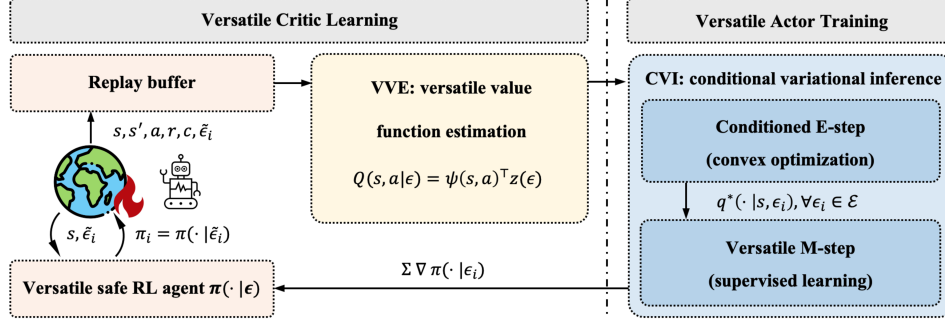 Versatile Critic Learning
Versatile Actor Training
Replay buffer
s, s′, a, r, c, ϵ̃ᵢ
s, ϵ̃ᵢ
πᵢ = π(· |ϵ̃ᵢ)
Versatile safe RL agent π(· |ϵ)
VVE: versatile value
function estimation
Q(s, a|ϵ) = ψ(s, a)ᵀz(ϵ)
CVI: conditional variational inference
Conditioned E-step
(convex optimization)
q*(· |s, ϵᵢ), ∀ϵᵢ ∈ ℰ
Versatile M-step
(supervised learning)
Σ ∇ π(· |ϵᵢ)